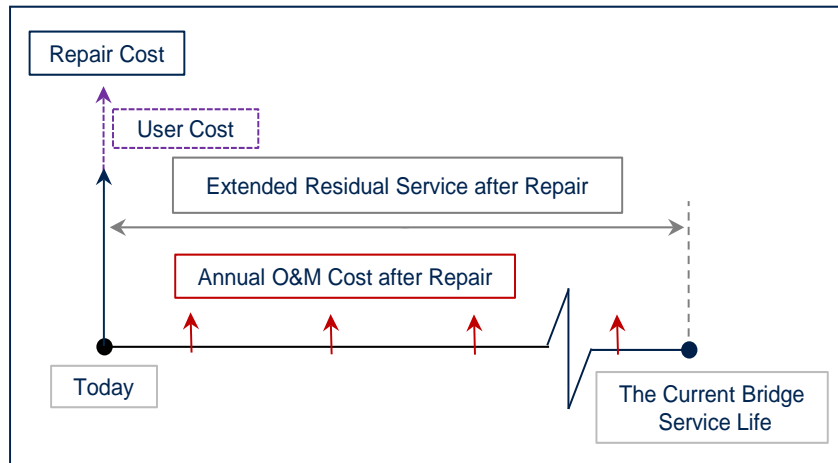 Repair Cost
User Cost
Extended Residual Service after Repair
Annual O&M Cost after Repair
Today
The Current Bridge
Service Life